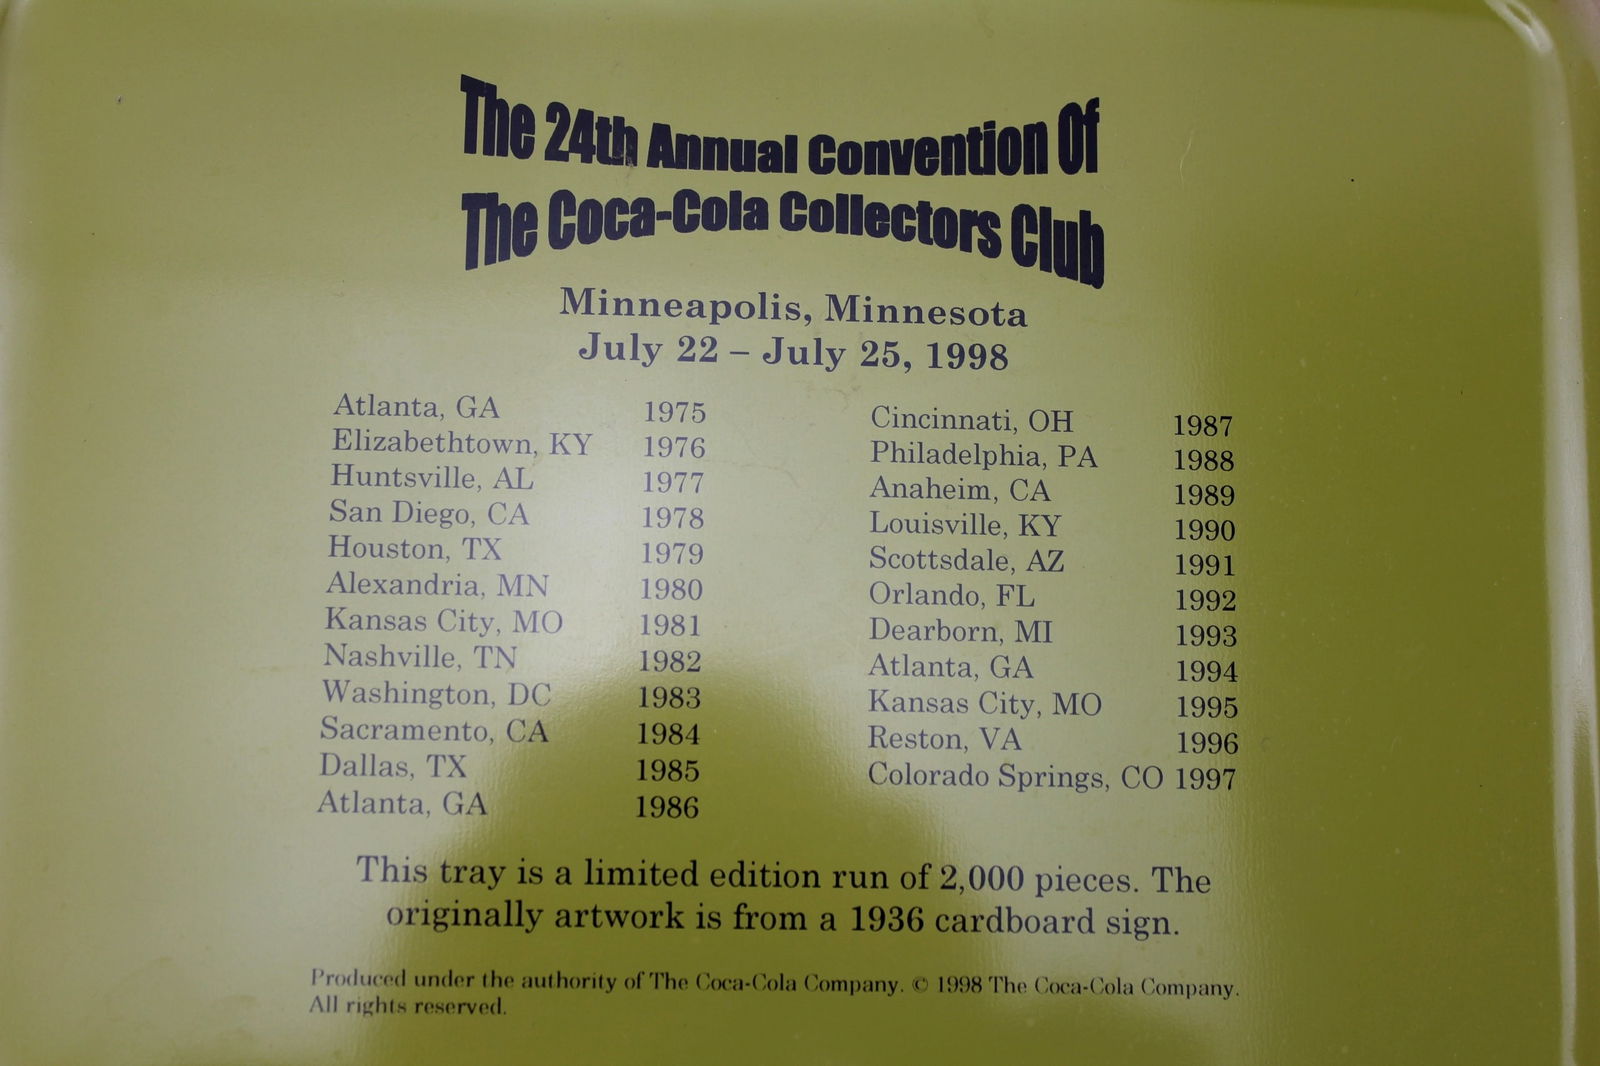 The 24th Annual Convention Of
The Coca-Cola Collectors Club
Minneapolis, Minnesota
July 22 – July 25, 1998
Atlanta, GA 1975
Elizabethtown, KY 1976
Huntsville, AL 1977
San Diego, CA 1978
Houston, TX 1979
Alexandria, MN 1980
Kansas City, MO 1981
Nashville, TN 1982
Washington, DC 1983
Sacramento, CA 1984
Dallas, TX 1985
Atlanta, GA 1986
Cincinnati, OH 1987
Philadelphia, PA 1988
Anaheim, CA 1989
Louisville, KY 1990
Scottsdale, AZ 1991
Orlando, FL 1992
Dearborn, MI 1993
Atlanta, GA 1994
Kansas City, MO 1995
Reston, VA 1996
Colorado Springs, CO 1997
This tray is a limited edition run of 2,000 pieces. The
originally artwork is from a 1936 cardboard sign.
Produced under the authority of The Coca-Cola Company. © 1998 The Coca-Cola Company.
All rights reserved.